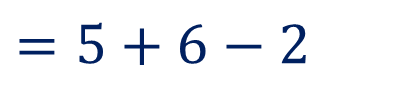 = 5 + 6 − 2